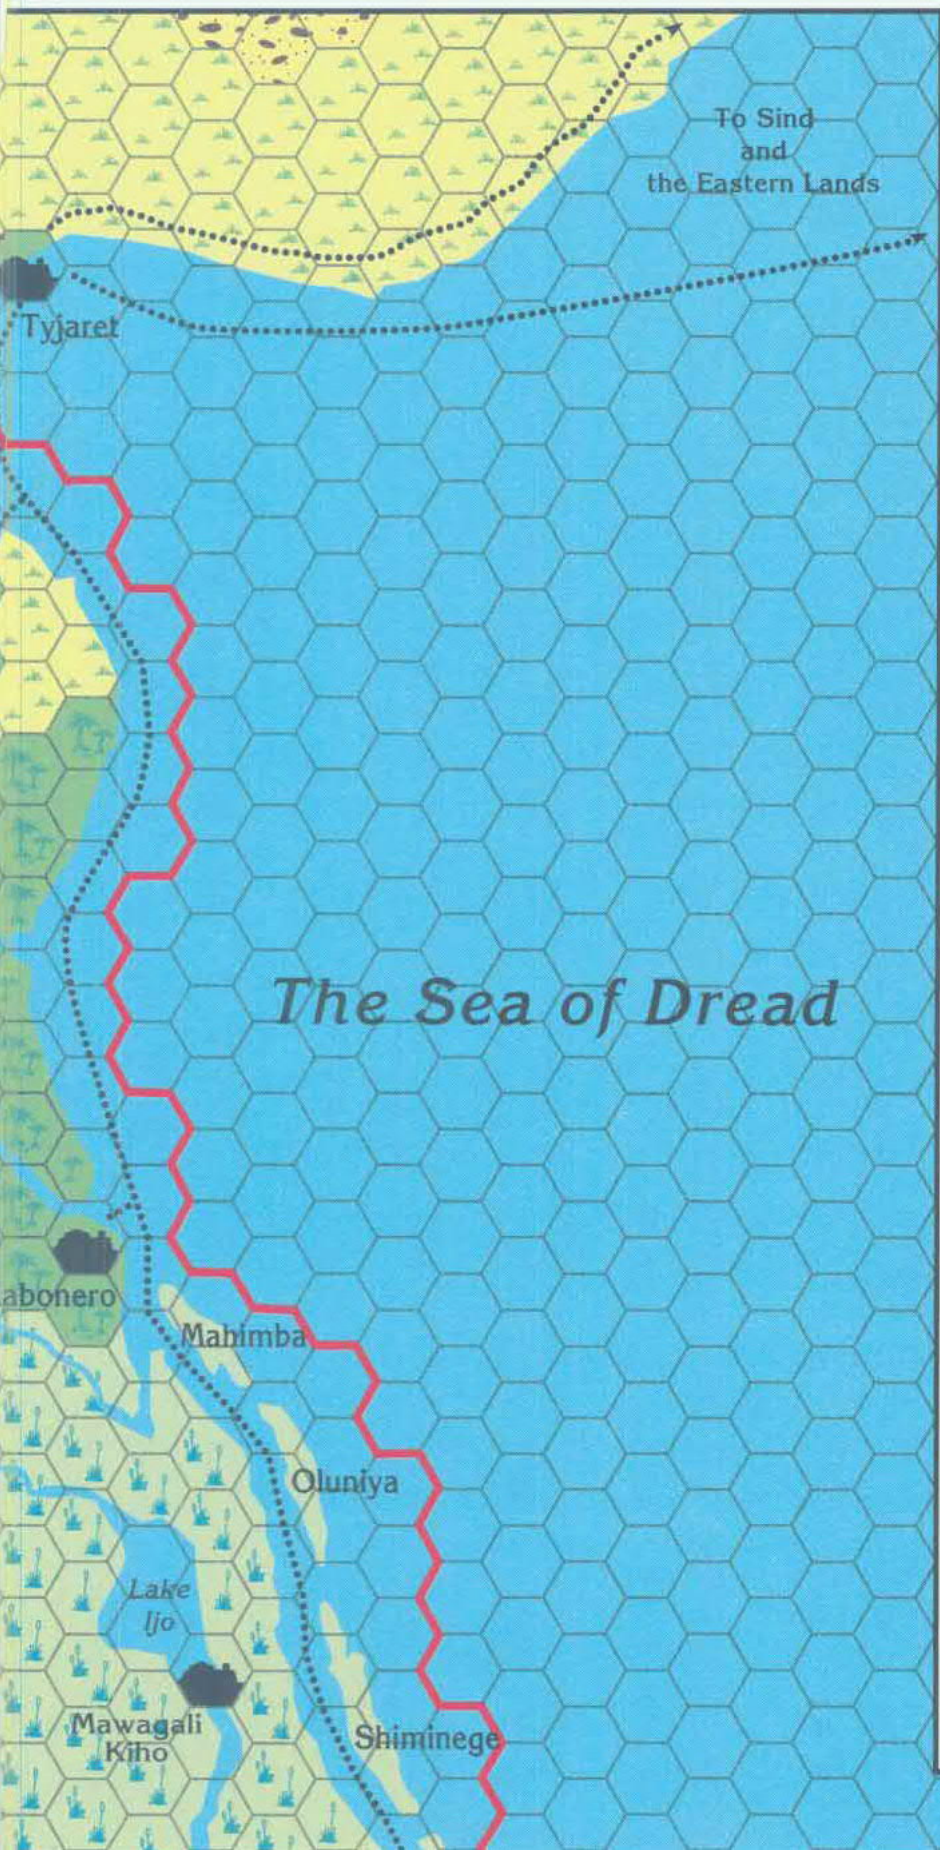 To Sind
and
the Eastern Lands
Tyjaret
The Sea of Dread
abonero
Mahimba
Oluniya
Lake
Ijo
Mawagali
Kiho
Shiminege